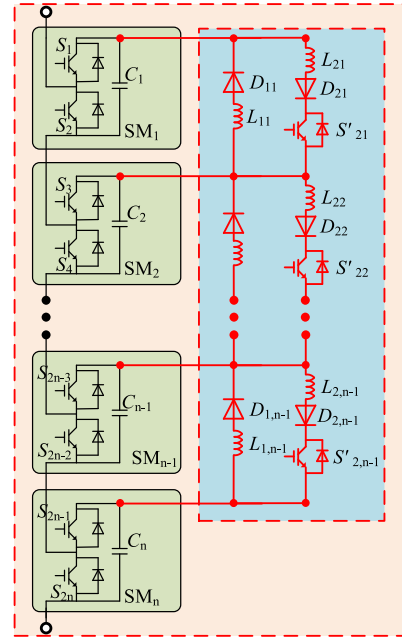 S₁ C₁ D₁₁ L₂₁
D₂₁
S₂ SM₁ L₁₁ S'₂₁
S₃ C₂ L₂₂
D₂₂
S₄ SM₂ S'₂₂
S₂ₙ₋₃ Cₙ₋₁ D₁,ₙ₋₁ L₂,ₙ₋₁
D₂,ₙ₋₁
S₂ₙ₋₂ SMₙ₋₁ L₁,ₙ₋₁ S'₂,ₙ₋₁
S₂ₙ₋₁ Cₙ
S₂ₙ SMₙ